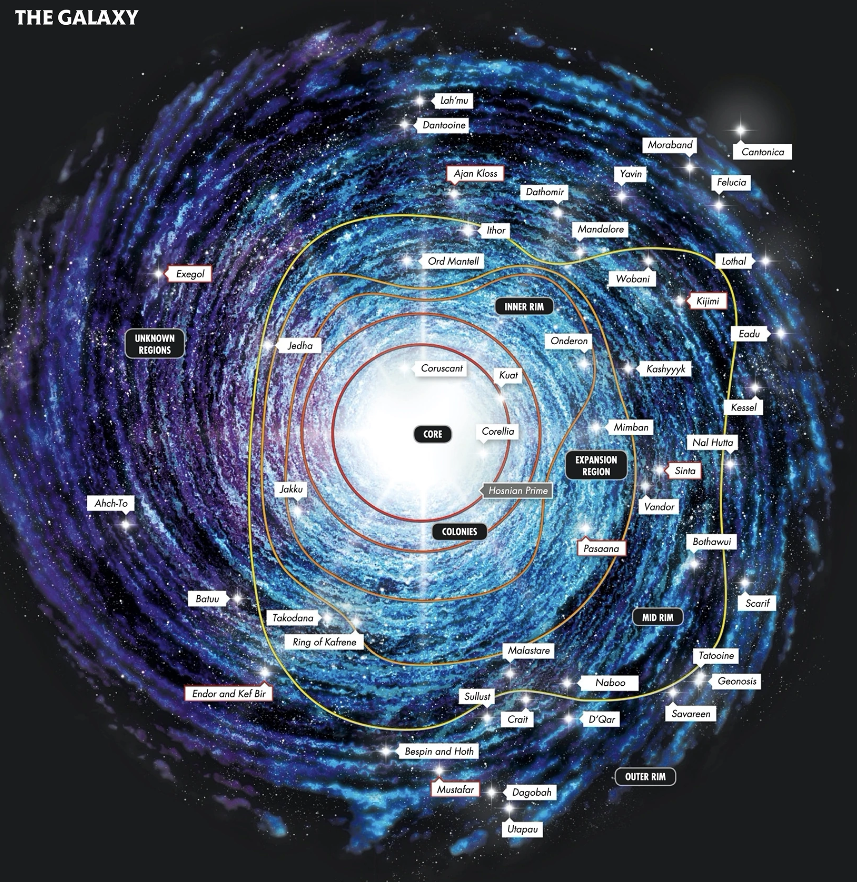 THE GALAXY
Lah'mu
Dantooine
Moraband
Cantonica
Ajan Kloss
Yavin
Felucia
Dathomir
Ithor
Mandalore
Ord Mantell
Lothal
Exegol
Wobani
Kijimi
INNER RIM
UNKNOWN
REGIONS
Jedha
Onderon
Eadu
Coruscant
Kuat
Kashyyyk
Kessel
CORE
Corellia
Mimban
Nal Hutta
EXPANSION
REGION
Sinta
Jakku
Hosnian Prime
Ahch-To
Vandor
COLONIES
Pasaana
Bothawui
Batuu
Scarif
Takodana
MID RIM
Ring of Kafrene
Malastare
Tatooine
Endor and Kef Bir
Naboo
Geonosis
Sullust
Crait
D'Qar
Savareen
Bespin and Hoth
OUTER RIM
Mustafar
Dagobah
Utapau